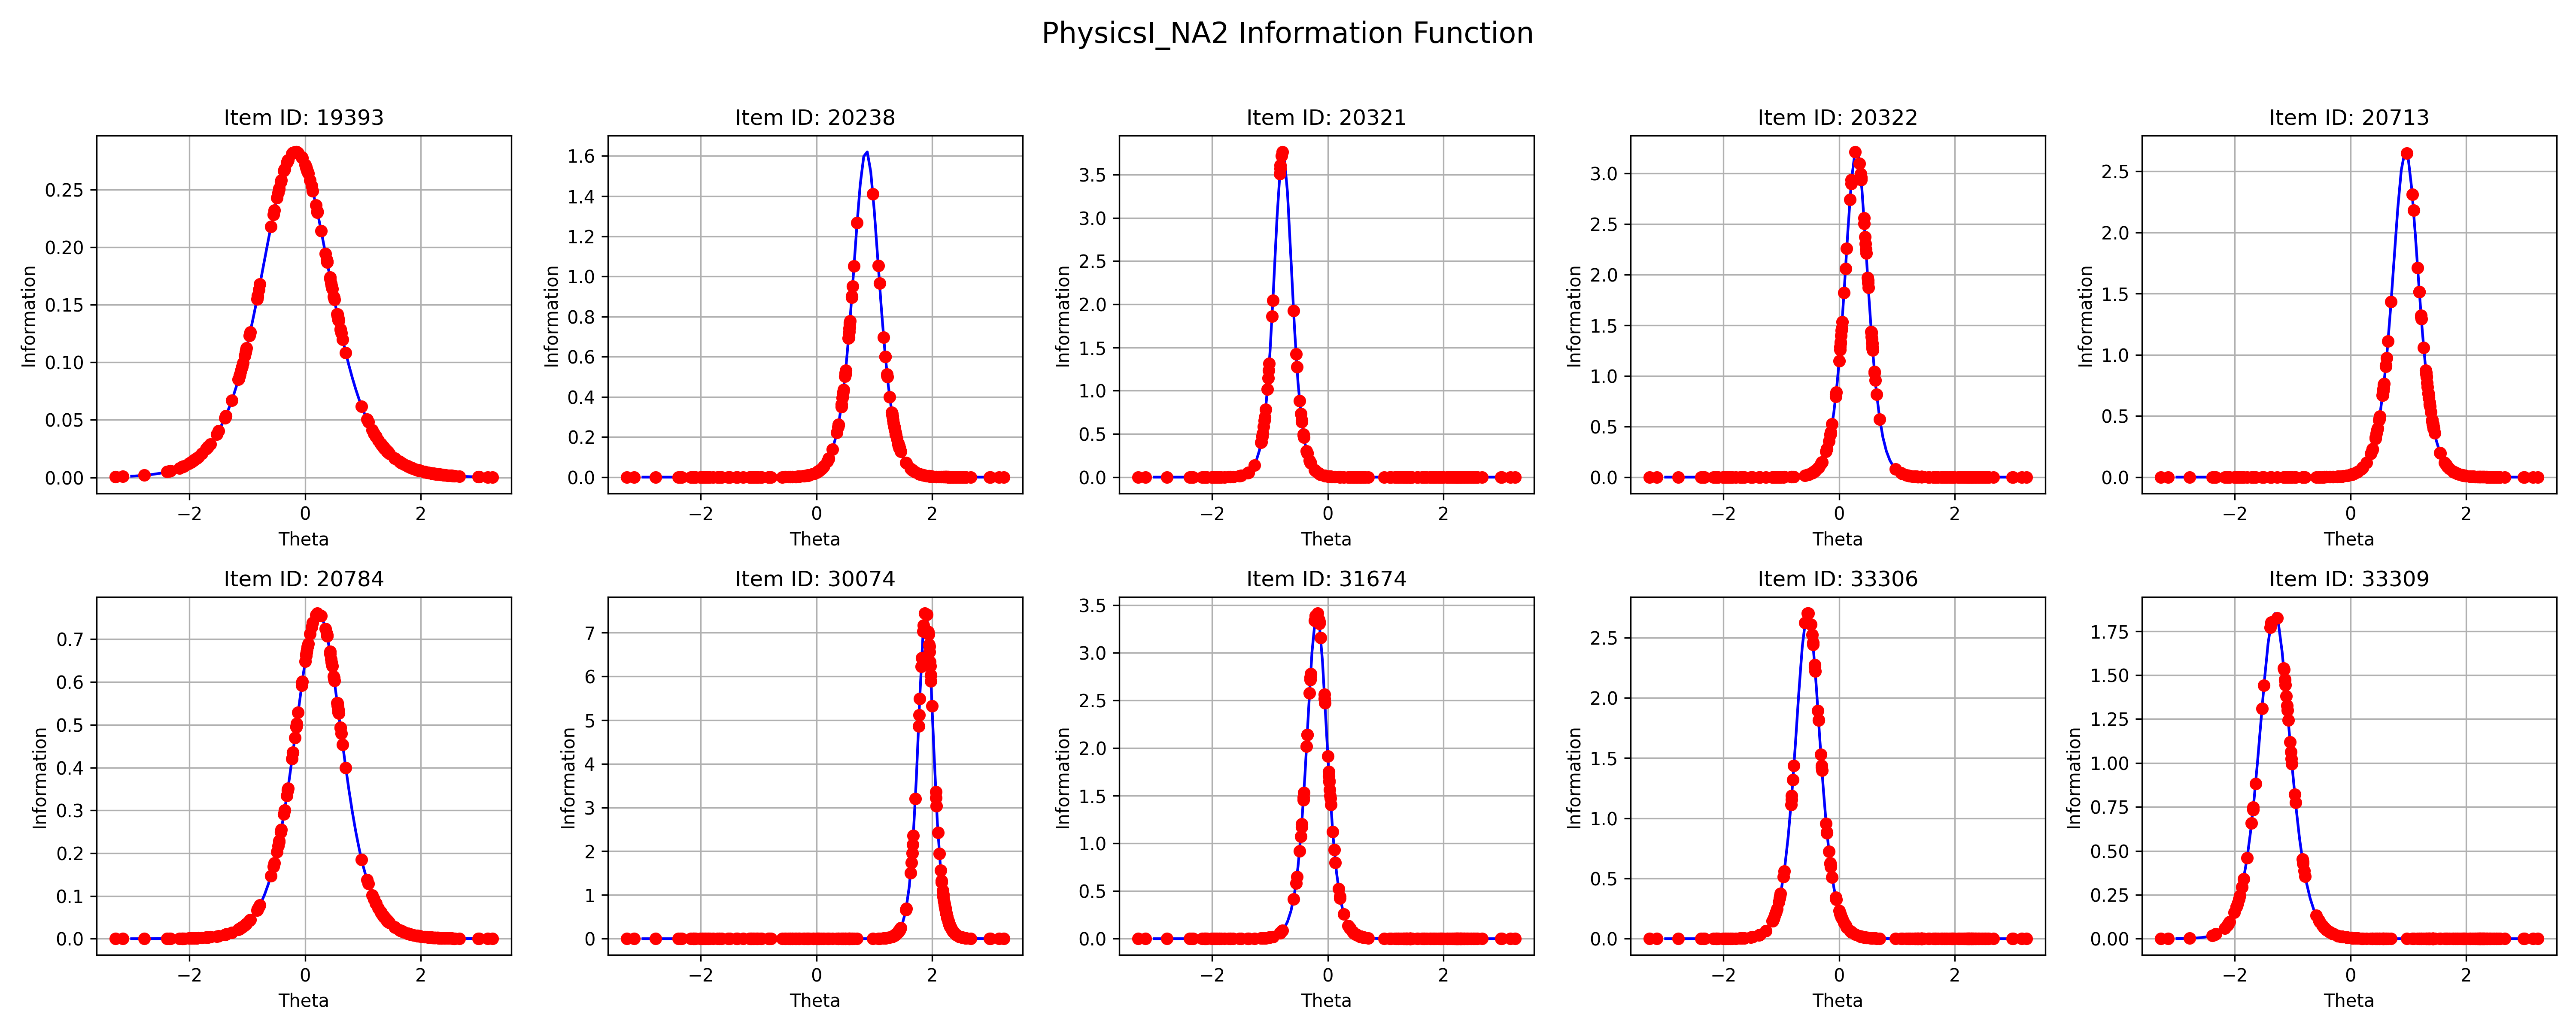 PhysicsI_NA2 Information Function
Item ID: 19393
Item ID: 20238
Item ID: 20321
Item ID: 20322
Item ID: 20713
Information
0.25
0.20
0.15
0.10
0.05
0.00
−2 0 2
Theta
Information
1.6
1.4
1.2
1.0
0.8
0.6
0.4
0.2
0.0
−2 0 2
Theta
Information
3.5
3.0
2.5
2.0
1.5
1.0
0.5
0.0
−2 0 2
Theta
Information
3.0
2.5
2.0
1.5
1.0
0.5
0.0
−2 0 2
Theta
Information
2.5
2.0
1.5
1.0
0.5
0.0
−2 0 2
Theta
Item ID: 20784
Item ID: 30074
Item ID: 31674
Item ID: 33306
Item ID: 33309
Information
0.7
0.6
0.5
0.4
0.3
0.2
0.1
0.0
−2 0 2
Theta
Information
7
6
5
4
3
2
1
0
−2 0 2
Theta
Information
3.5
3.0
2.5
2.0
1.5
1.0
0.5
0.0
−2 0 2
Theta
Information
2.5
2.0
1.5
1.0
0.5
0.0
−2 0 2
Theta
Information
1.75
1.50
1.25
1.00
0.75
0.50
0.25
0.00
−2 0 2
Theta